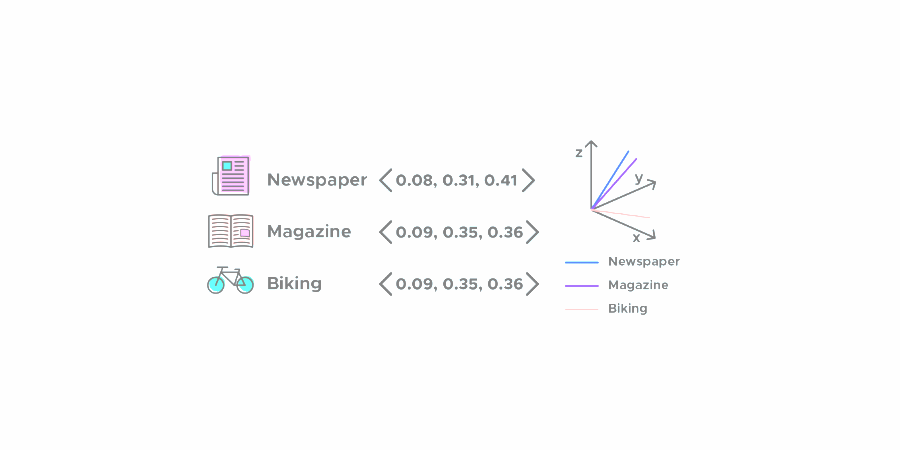 Newspaper <0.08, 0.31, 0.41>
Magazine <0.09, 0.35, 0.36>
Biking <0.09, 0.35, 0.36>
z
y
x
Newspaper
Magazine
Biking